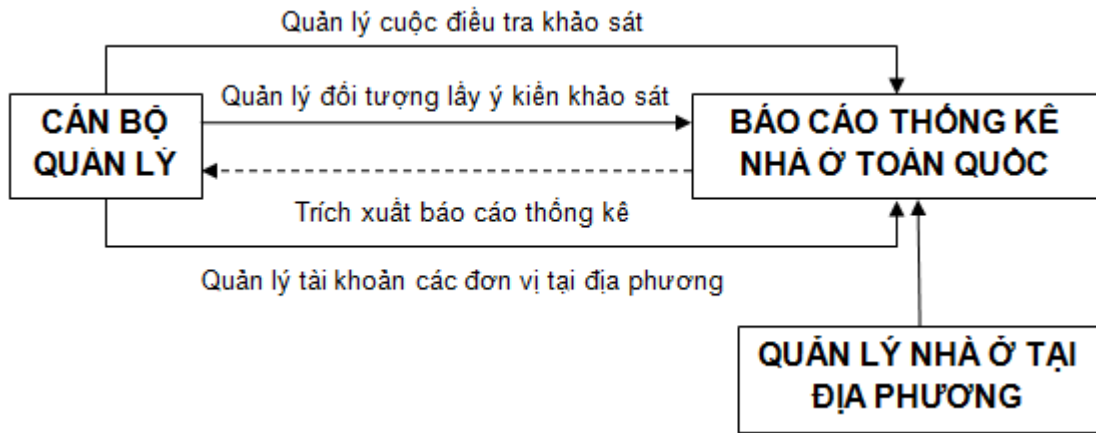 Quản lý cuộc điều tra khảo sát
Quản lý đối tượng lấy ý kiến khảo sát
CÁN BỘ
QUẢN LÝ
BÁO CÁO THỐNG KÊ
NHÀ Ở TOÀN QUỐC
Trích xuất báo cáo thống kê
Quản lý tài khoản các đơn vị tại địa phương
QUẢN LÝ NHÀ Ở TẠI
ĐỊA PHƯƠNG